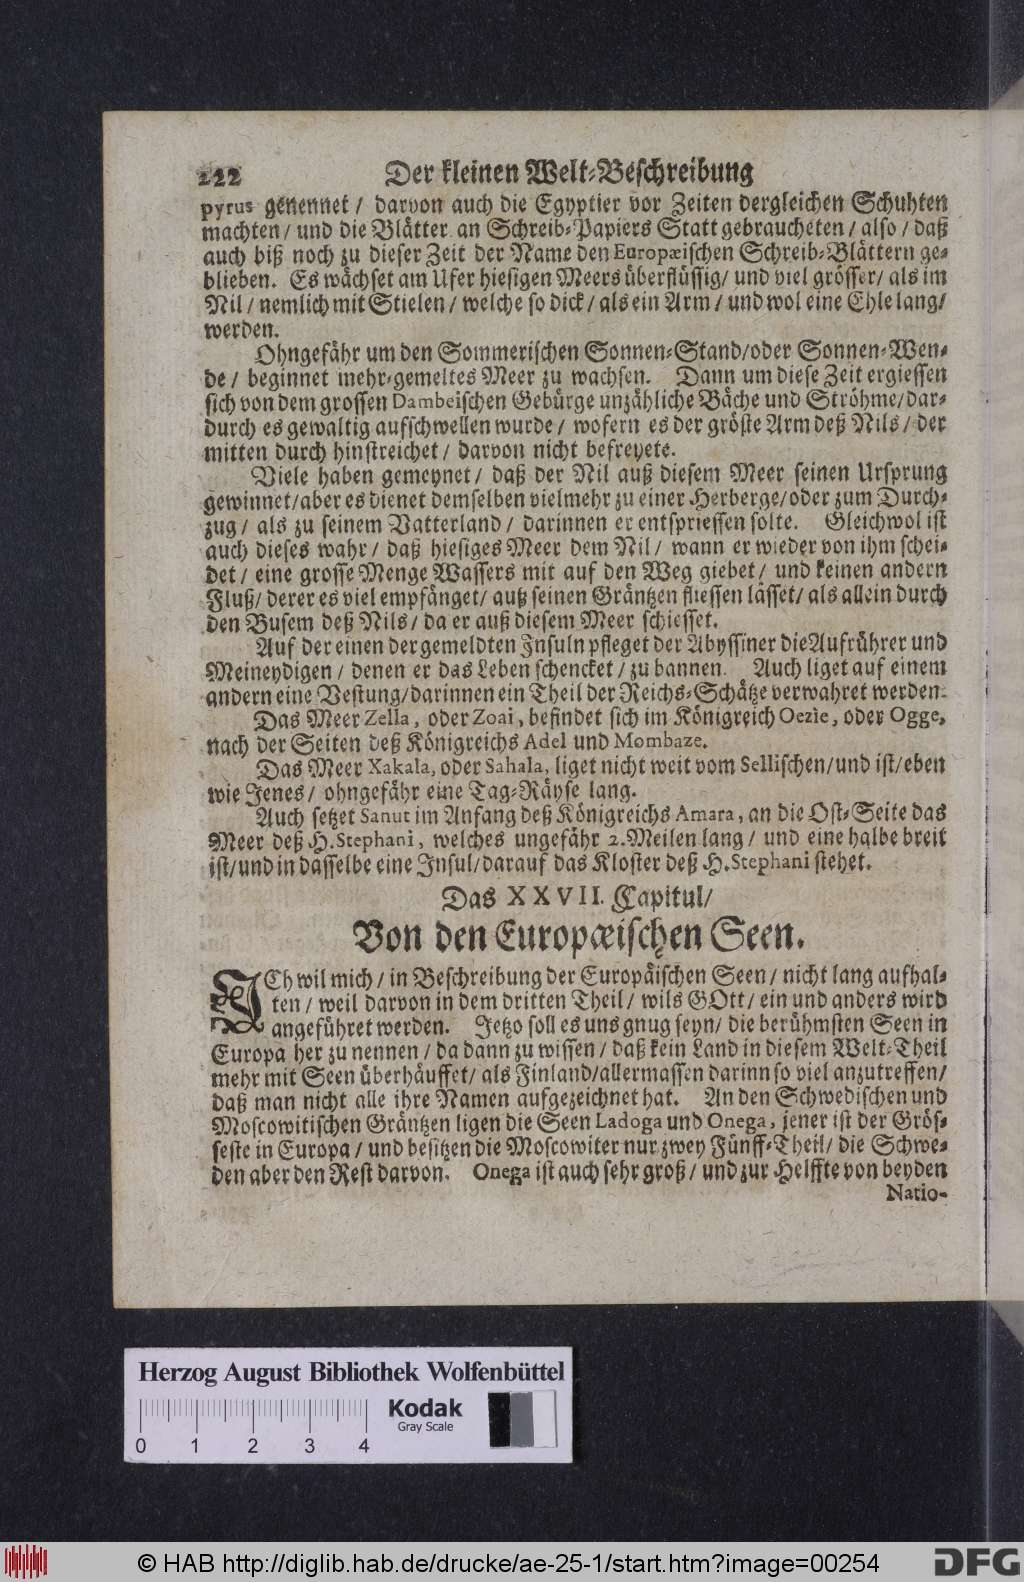 242 Der kleinen Welt-Beschreibung
pyrus genennet / darvon auch die Egyptier vor Zeiten dergleichen Schuhten
machten / und die Blätter an Schreib-Papiers Statt gebraucheten / also / daß
auch biß noch zu dieser Zeit der Name den Europæischen Schreib-Blättern ge-
blieben. Es wächset am Ufer hiesigen Meers überflüssig / und viel grösser / als im
Nil / nemlich mit Stielen / welche so dick / als ein Arm / und wol eine Ehle lang /
werden.
Ohngefähr um den Sommerischen Sonnen-Stand / oder Sonnen-Wen-
de / beginnet mehr-gemeltes Meer zu wachsen. Dann um diese Zeit ergiessen
sich von dem grossen Dambeischen Gebürge unzähliche Bäche und Ströhme / dar-
durch es gewaltig aufschwellen wurde / wofern es der gröste Arm deß Nils / der
mitten durch hinstreichet / darvon nicht befreyete.
Viele haben gemeynet / daß der Nil auß diesem Meer seinen Ursprung
gewinnet / aber es dienet demselben vielmehr zu einer Herberge / oder zum Durch-
zug / als zu seinem Vatterland / darinnen er entspriessen solte. Gleichwol ist
auch dieses wahr / daß hiesiges Meer dem Nil / wann er wieder von ihm schei-
det / eine grosse Menge Wassers mit auf den Weg giebet / und keinen andern
Fluß / derer es viel empfänget / auß seinen Gräntzen fliessen lässet / als allein durch
den Busem deß Nils / da er auß diesem Meer schiesset.
Auf der einen der gemeldten Insuln pfleget der Abyssiner die Aufrührer und
Meineydigen / denen er das Leben schencket / zu bannen. Auch liget auf einem
andern eine Vestung / darinnen ein Theil der Reichs-Schätze verwahret werden.
Das Meer Zella, oder Zoai, befindet sich im Königreich Oezie, oder Ogge,
nach der Seiten deß Königreichs Adel und Mombaze.
Das Meer Xakala, oder Sahala, liget nicht weit vom Sellischen / und ist / eben
wie Jenes / ohngefähr eine Tag-Räyse lang.
Auch setzet Sanut im Anfang deß Königreichs Amara, an die Ost-Seite das
Meer deß H. Stephani, welches ungefähr 2. Meilen lang / und eine halbe breit
ist / und in dasselbe eine Insul / darauf das Kloster deß H. Stephani stehet.
Das XXVII. Capitul /
Von den Europæischen Seen.
ICh wil mich / in Beschreibung der Europäischen Seen / nicht lang aufhal-
ten / weil darvon in dem dritten Theil / wils GOtt / ein und anders wird
angeführet werden. Jetzo soll es uns gnug seyn / die berühmsten Seen in
Europa her zu nennen / da dann zu wissen / daß kein Land in diesem Welt-Theil
mehr mit Seen überhäuffet / als Finland / allermassen darinn so viel anzutreffen /
daß man nicht alle ihre Namen aufgezeichnet hat. An den Schwedischen und
Moscowitischen Gräntzen ligen die Seen Ladoga und Onega, jener ist der Grös-
seste in Europa / und besitzen die Moscowiter nur zwey Fünff-Theil / die Schwe-
den aber den Rest darvon. Onega ist auch sehr groß / und zur Helffte von beyden
Natio-
Herzog August Bibliothek Wolfenbüttel
Kodak
Gray Scale
0 1 2 3 4
© HAB http://diglib.hab.de/drucke/ae-25-1/start.htm?image=00254
DFG